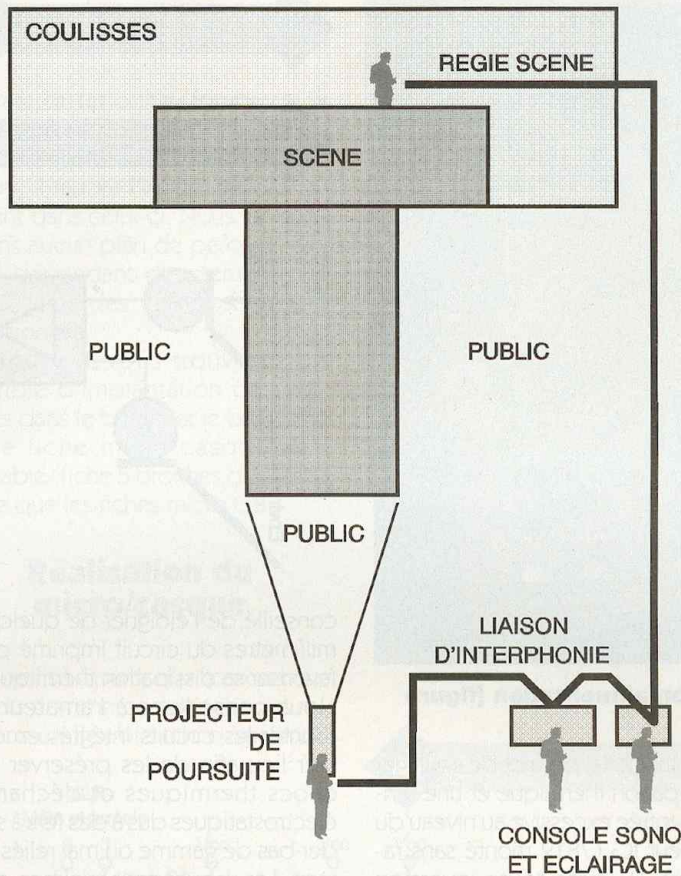 COULISSES
REGIE SCENE
SCENE
PUBLIC
PUBLIC
PUBLIC
LIAISON
D'INTERPHONIE
PROJECTEUR
DE
POURSUITE
CONSOLE SONO
ET ECLAIRAGE